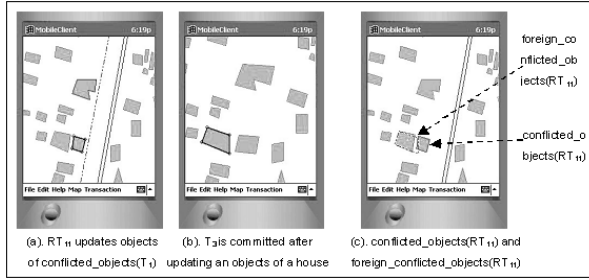 MobileClient 6:19p
File Edit Help Map Transaction
(a). RT11 updates objects
of conflicted_objects(T1)
MobileClient 6:19p
File Edit Help Map Transaction
(b). T3 is committed after
updating an objects of a house
MobileClient 6:19p
File Edit Help Map Transaction
(c). conflicted_objects(RT11) and
foreign_conflicted_objects(RT11)
foreign_co
nflicted_ob
jects(RT11)
conflicted_o
bjects(RT11)